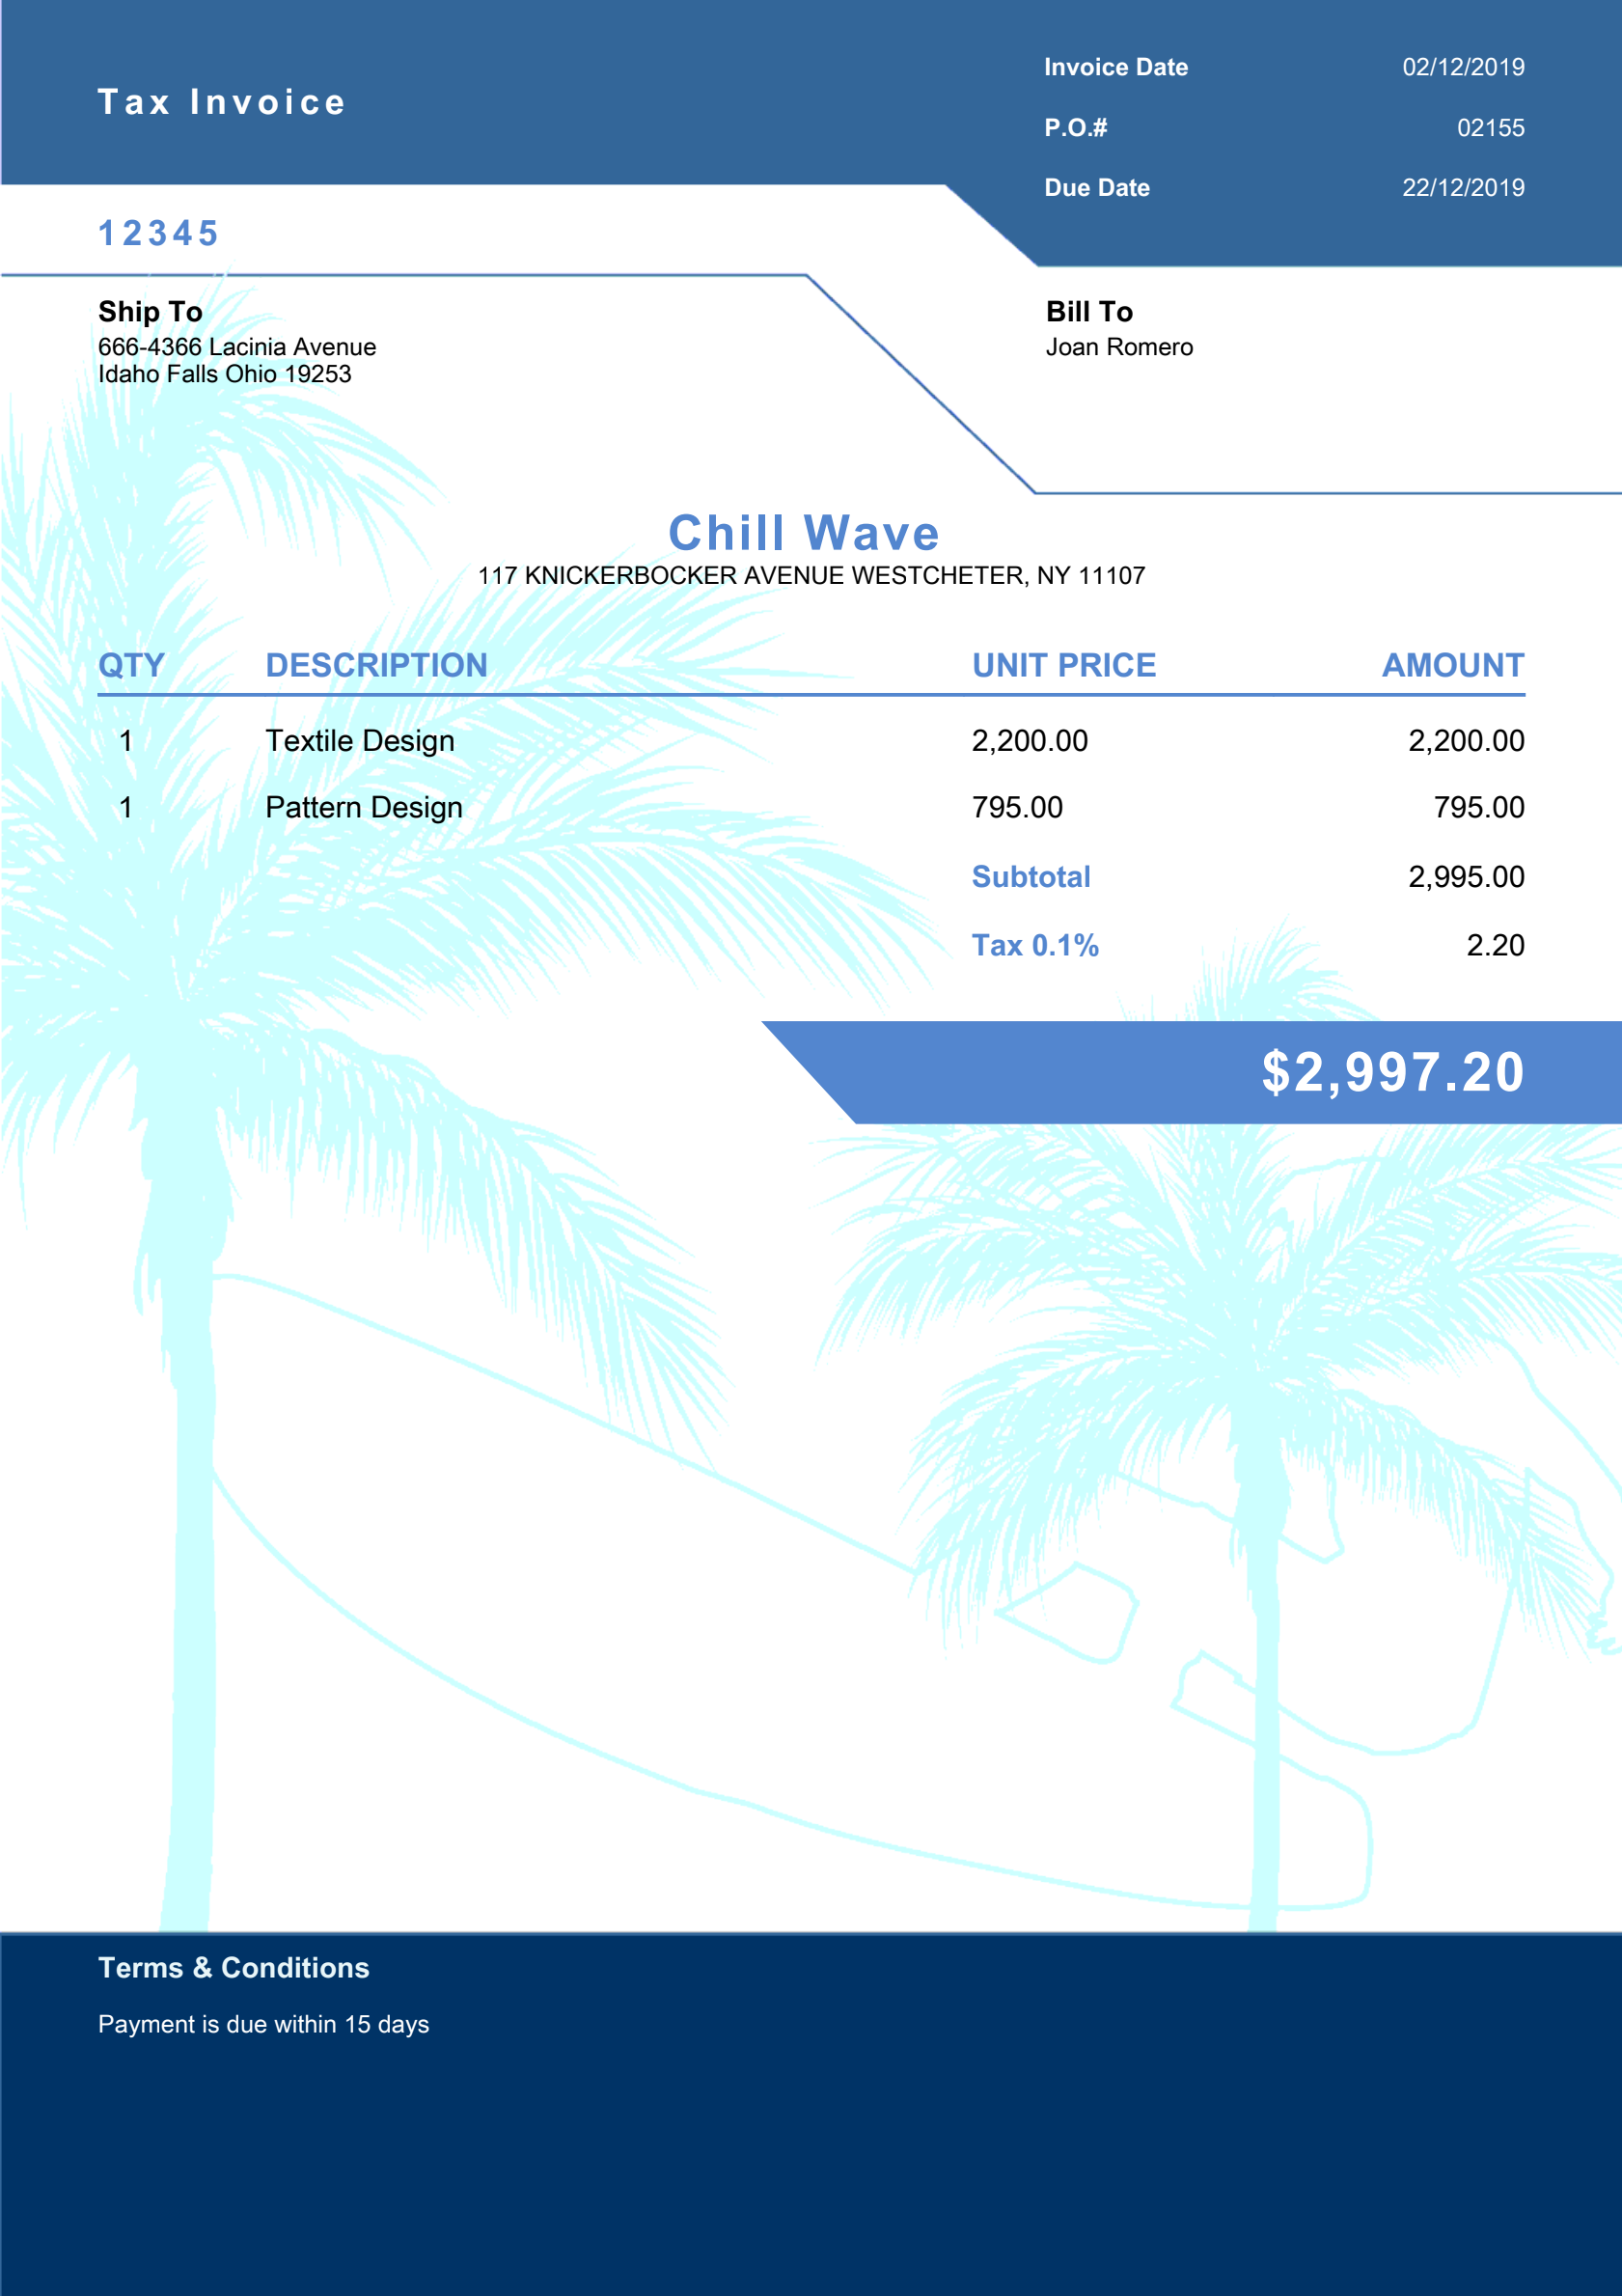 Tax Invoice
Invoice Date 02/12/2019
P.O.# 02155
Due Date 22/12/2019
12345
Ship To
666-4366 Lacinia Avenue
Idaho Falls Ohio 19253
Bill To
Joan Romero
Chill Wave
117 KNICKERBOCKER AVENUE WESTCHETER, NY 11107
QTY DESCRIPTION UNIT PRICE AMOUNT
1 Textile Design 2,200.00 2,200.00
1 Pattern Design 795.00 795.00
Subtotal 2,995.00
Tax 0.1% 2.20
$2,997.20
Terms & Conditions
Payment is due within 15 days